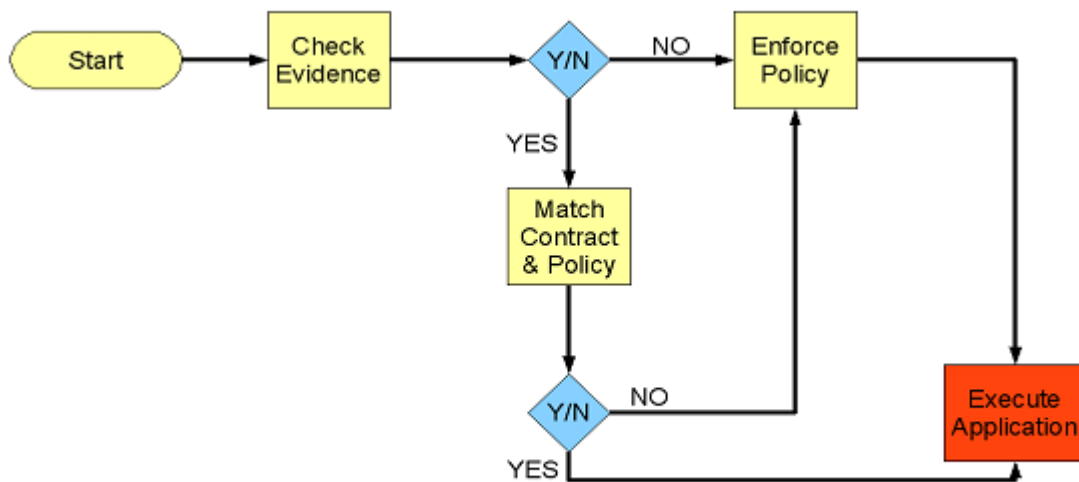 Start
Check
Evidence
Y/N
NO
Enforce
Policy
YES
Match
Contract
& Policy
Y/N
NO
YES
Execute
Application